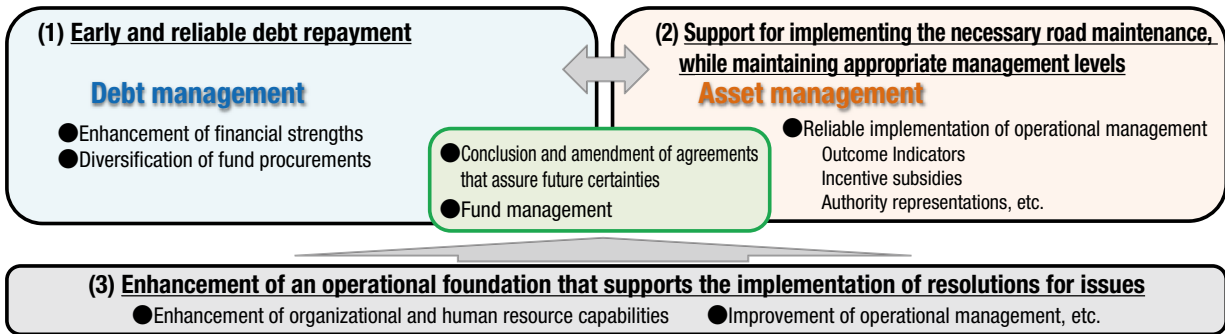 (1) Early and reliable debt repayment
Debt management
●Enhancement of financial strengths
●Diversification of fund procurements
(2) Support for implementing the necessary road maintenance,
while maintaining appropriate management levels
Asset management
●Reliable implementation of operational management
Outcome Indicators
Incentive subsidies
Authority representations, etc.
●Conclusion and amendment of agreements
that assure future certainties
●Fund management
(3) Enhancement of an operational foundation that supports the implementation of resolutions for issues
●Enhancement of organizational and human resource capabilities ●Improvement of operational management, etc.